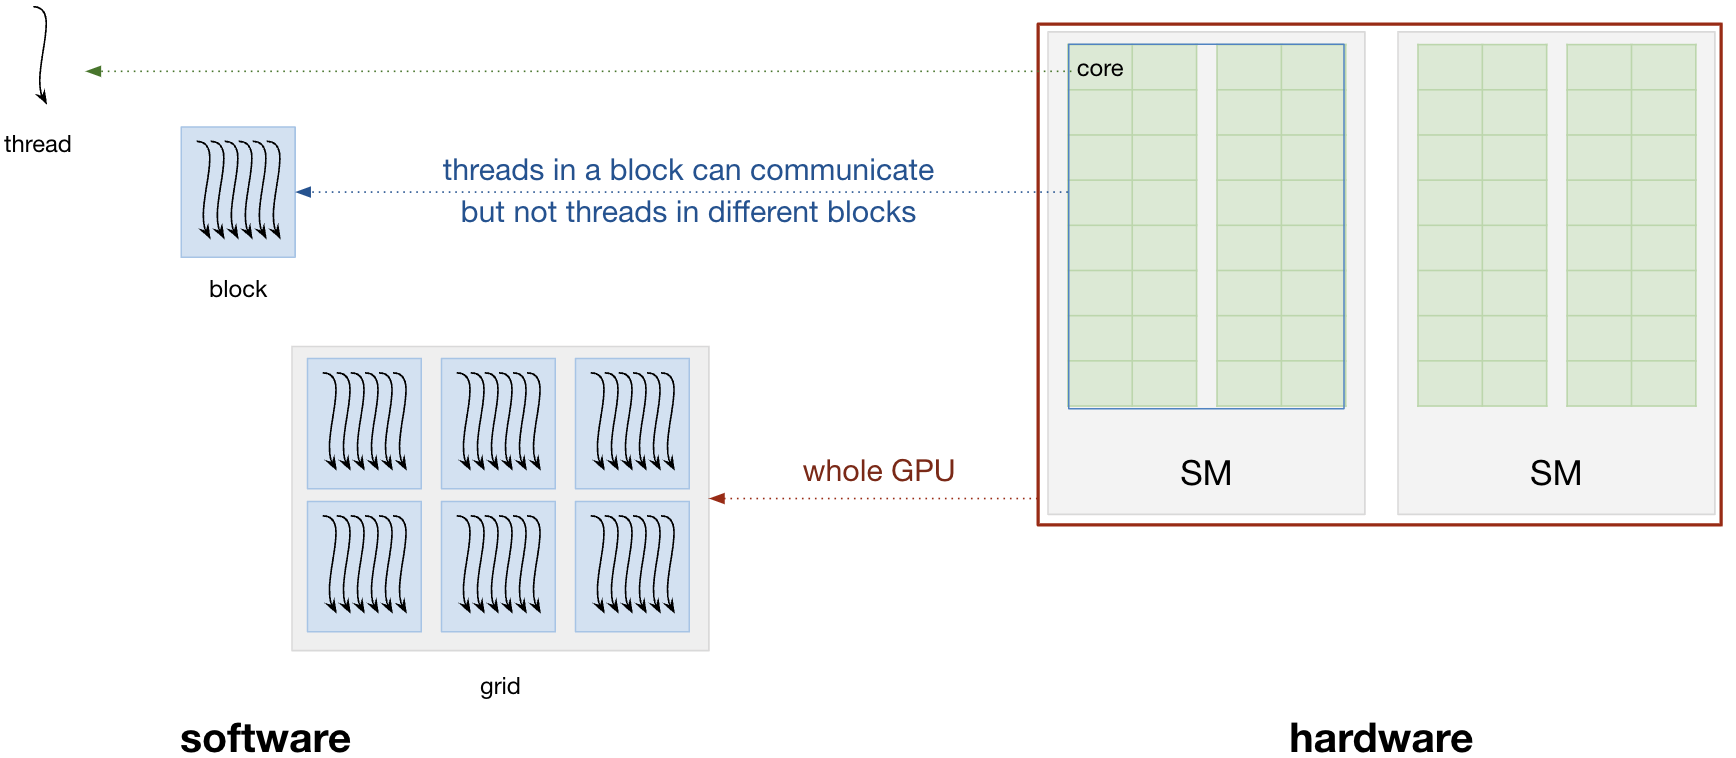 thread
core
threads in a block can communicate
but not threads in different blocks
block
whole GPU
SM
SM
grid
software
hardware